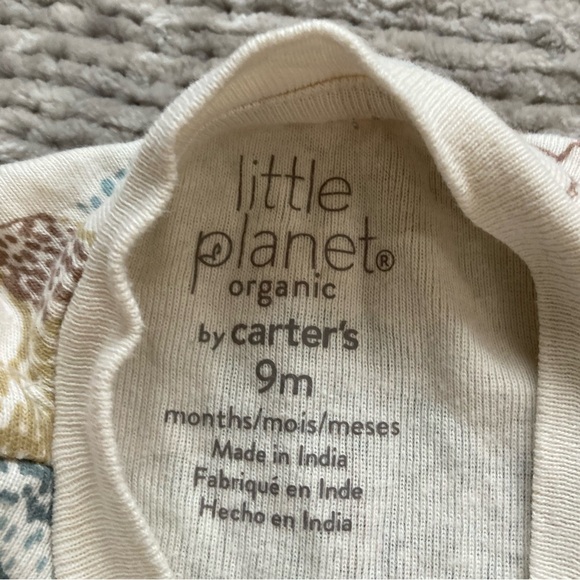 little
planet®
organic
by carter's
9m
months/mois/meses
Made in India
Fabriqué en Inde
Hecho en India